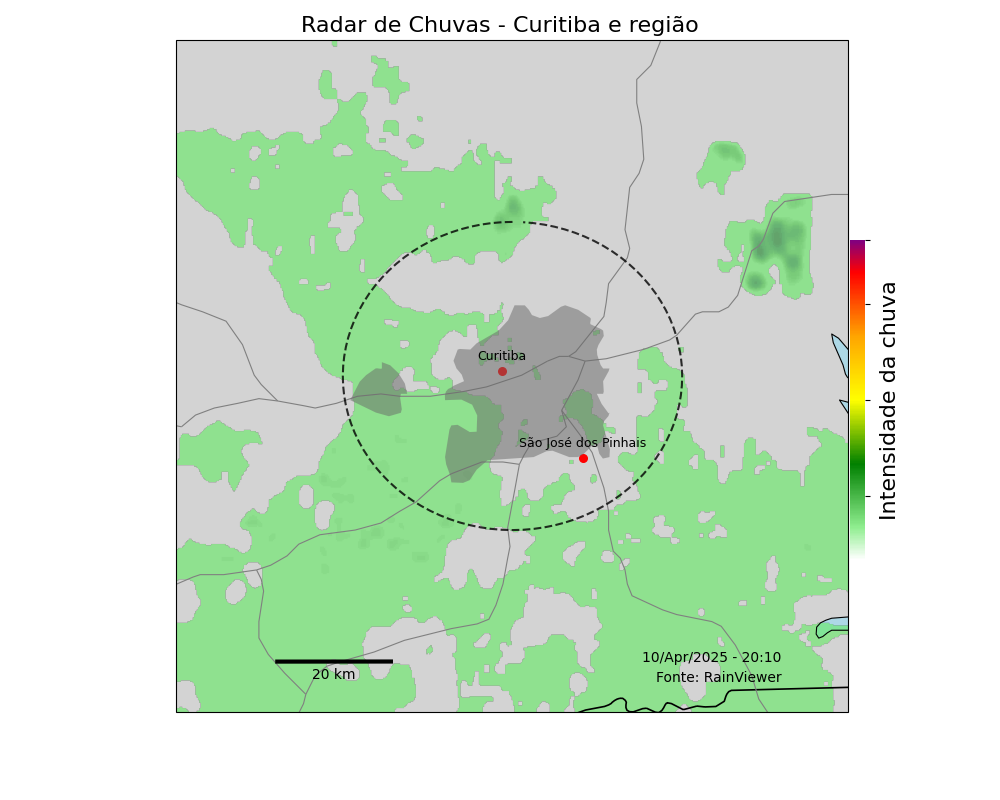 Radar de Chuvas - Curitiba e região
Curitiba
São José dos Pinhais
Intensidade da chuva
10/Apr/2025 - 20:10
Fonte: RainViewer
20 km